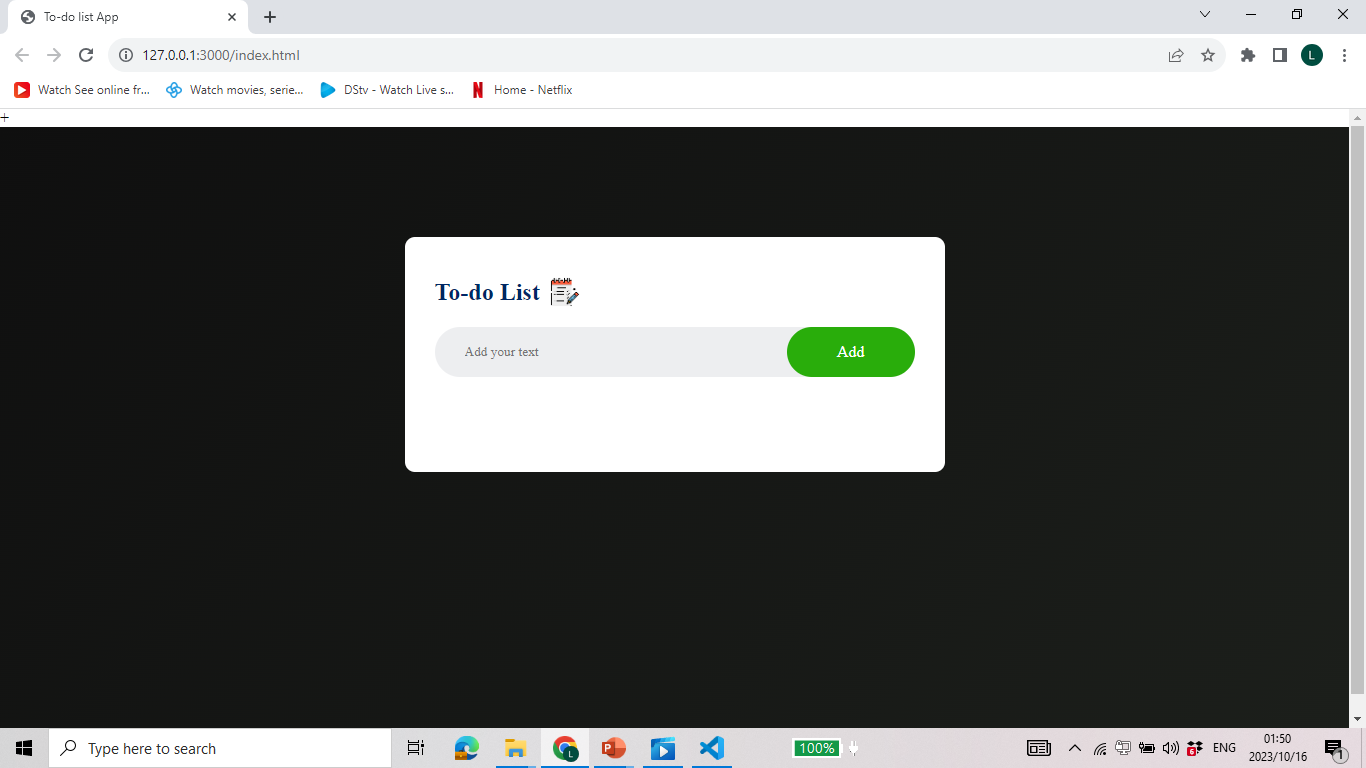 To-do list App
127.0.0.1:3000/index.html
L
Watch See online fr... Watch movies, serie... DStv - Watch Live s... Home - Netflix
+
To-do List
Add your text Add
Type here to search
100%
6
ENG
01:50
2023/10/16
1